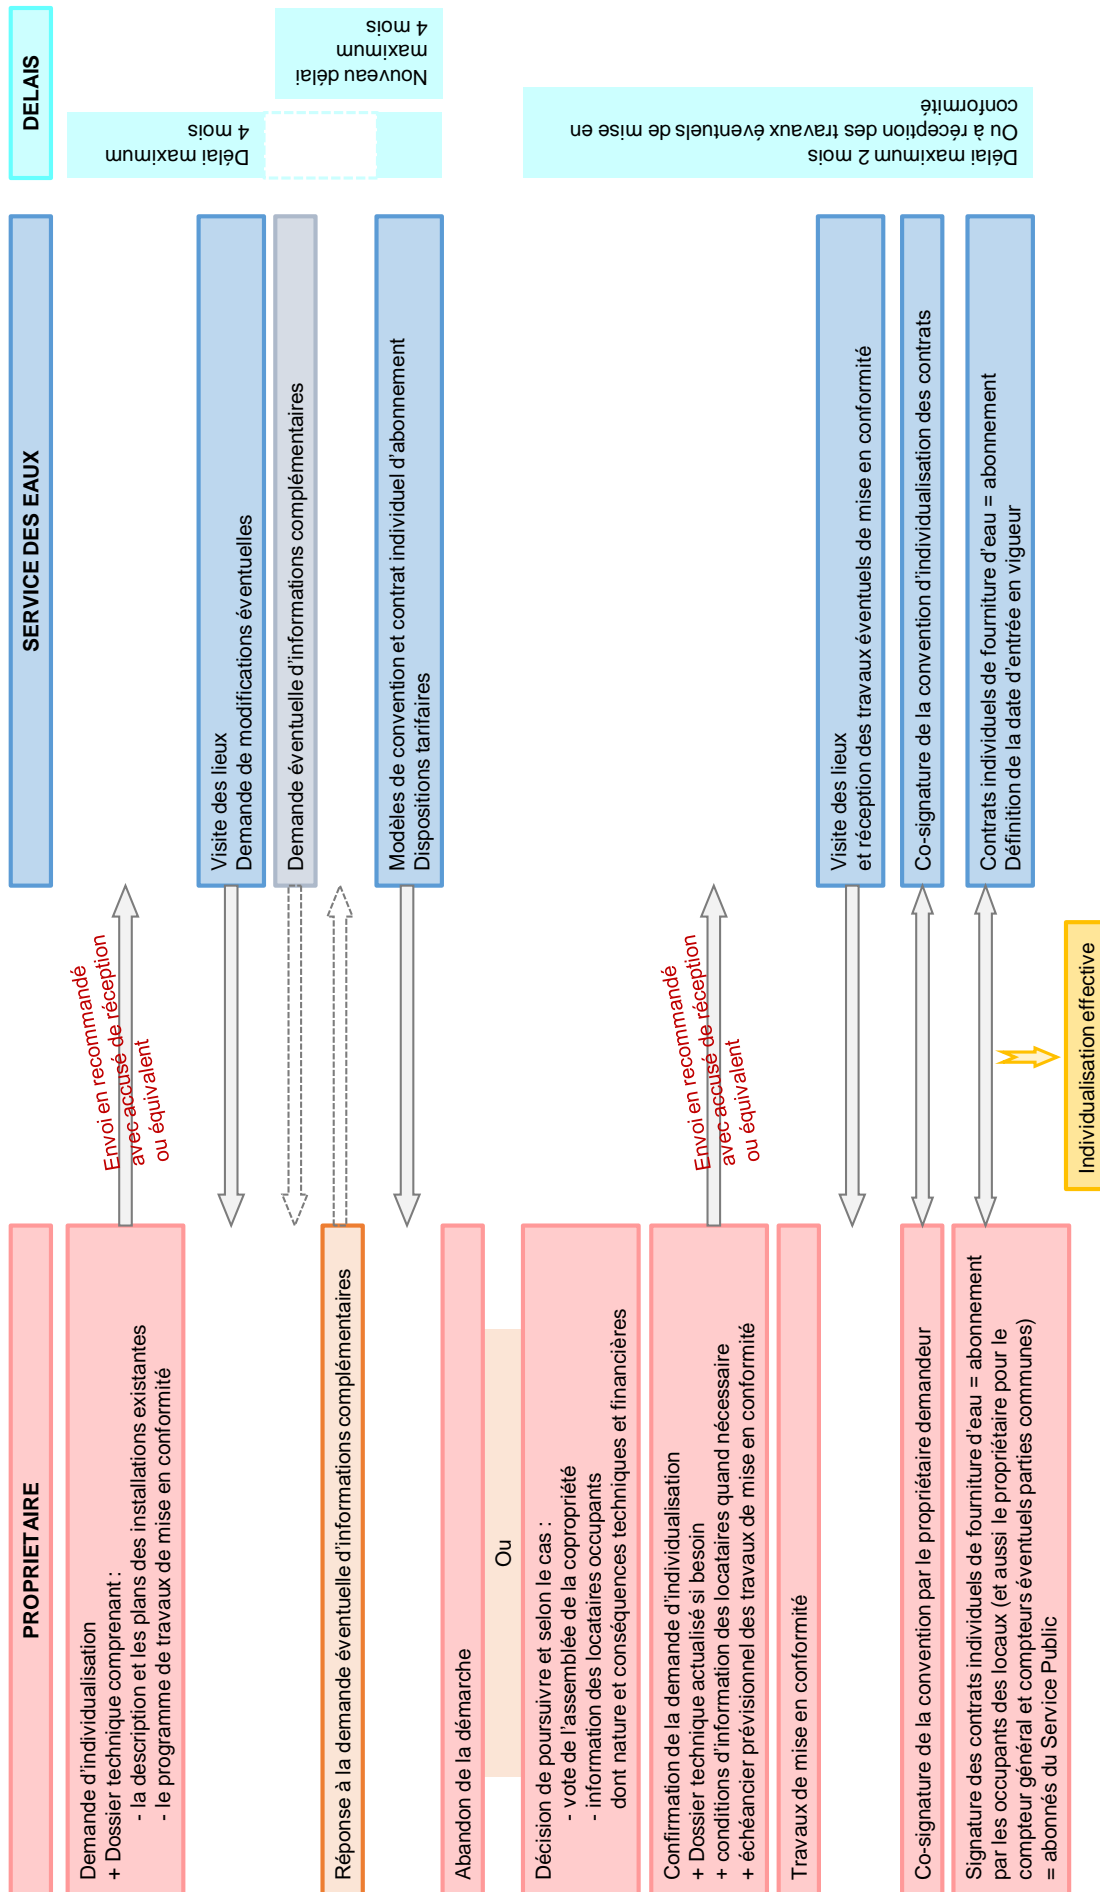 PROPRIETAIRE
SERVICE DES EAUX
DELAIS
Demande d'individualisation
+ Dossier technique comprenant :
- la description et les plans des installations existantes
- le programme de travaux de mise en conformité
Envoi en recommandé
avec accusé de réception
ou équivalent
Délai maximum
4 mois
Visite des lieux
Demande de modifications éventuelles
Demande éventuelle d'informations complémentaires
Nouveau délai
maximum
4 mois
Réponse à la demande éventuelle d'informations complémentaires
Modèles de convention et contrat individuel d'abonnement
Dispositions tarifaires
Abandon de la démarche
Ou
Décision de poursuivre et selon le cas :
- vote de l'assemblée de la copropriété
- information des locataires occupants
dont nature et conséquences techniques et financières
Délai maximum 2 mois
Ou à réception des travaux éventuels de mise en
conformité
Confirmation de la demande d'individualisation
+ Dossier technique actualisé si besoin
+ conditions d'information des locataires quand nécessaire
+ échéancier prévisionnel des travaux de mise en conformité
Envoi en recommandé
avec accusé de réception
ou équivalent
Travaux de mise en conformité
Visite des lieux
et réception des travaux éventuels de mise en conformité
Co-signature de la convention par le propriétaire demandeur
Co-signature de la convention d'individualisation des contrats
Signature des contrats individuels de fourniture d'eau = abonnement
par les occupants des locaux (et aussi le propriétaire pour le
compteur général et compteurs éventuels parties communes)
= abonnés du Service Public
Contrats individuels de fourniture d'eau = abonnement
Définition de la date d'entrée en vigueur
Individualisation effective